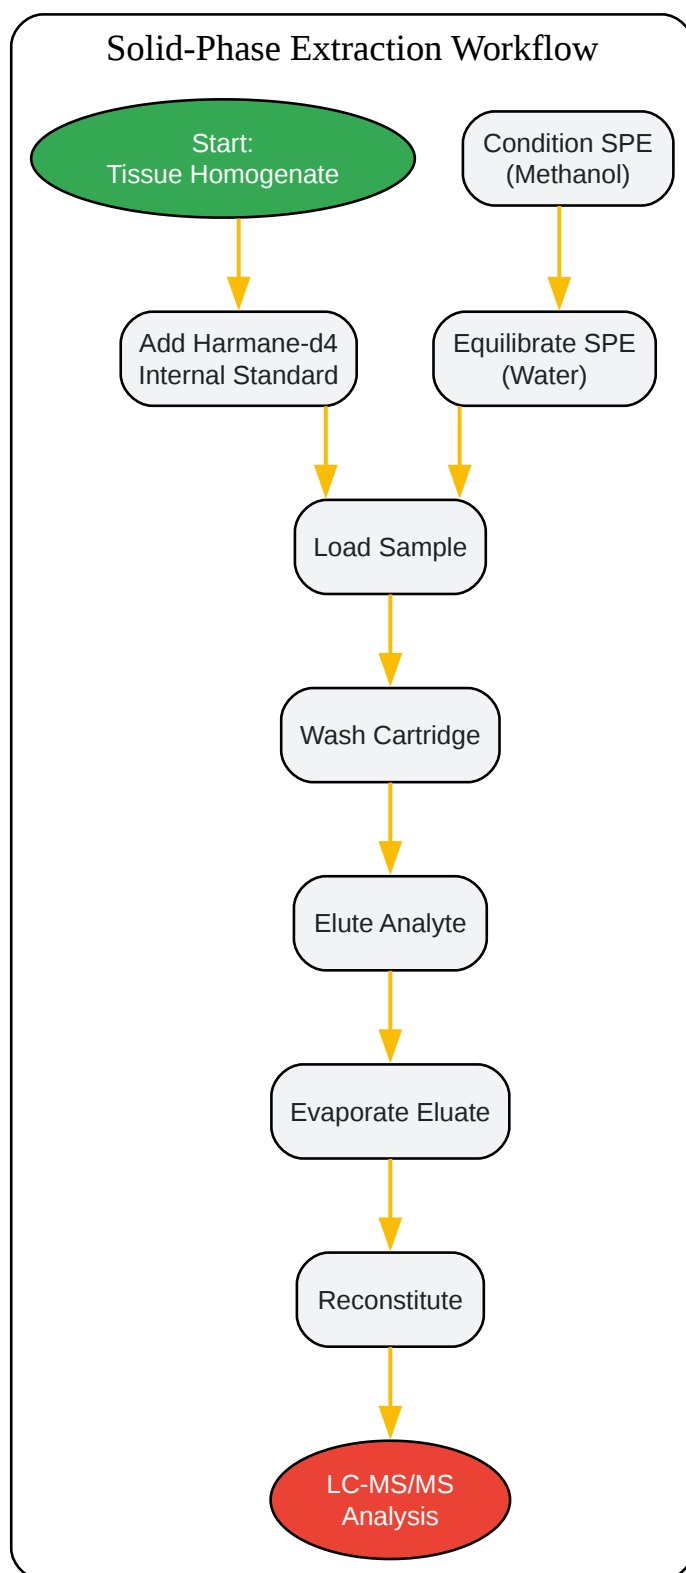 Solid-Phase Extraction Workflow
Start:
Tissue Homogenate
Condition SPE
(Methanol)
Add Harmane-d4
Internal Standard
Equilibrate SPE
(Water)
Load Sample
Wash Cartridge
Elute Analyte
Evaporate Eluate
Reconstitute
LC-MS/MS
Analysis